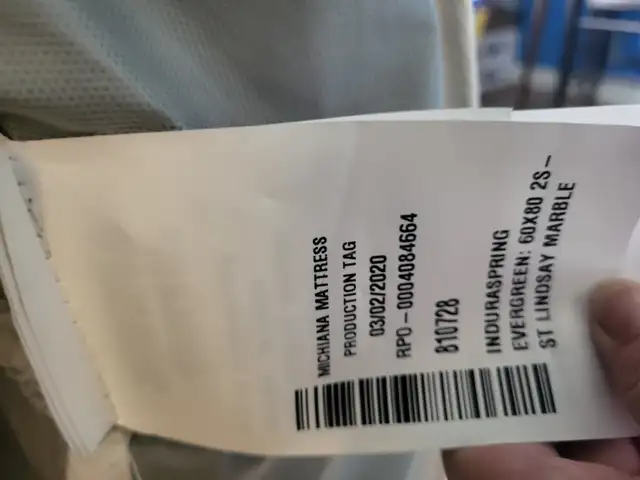 MICHIANA MATTRESS
PRODUCTION TAG
03/02/2020
RPO-0004084664
810728
INDURASPRING
EVERGREEN: 60X80 2S-
ST LINDSAY MARBLE